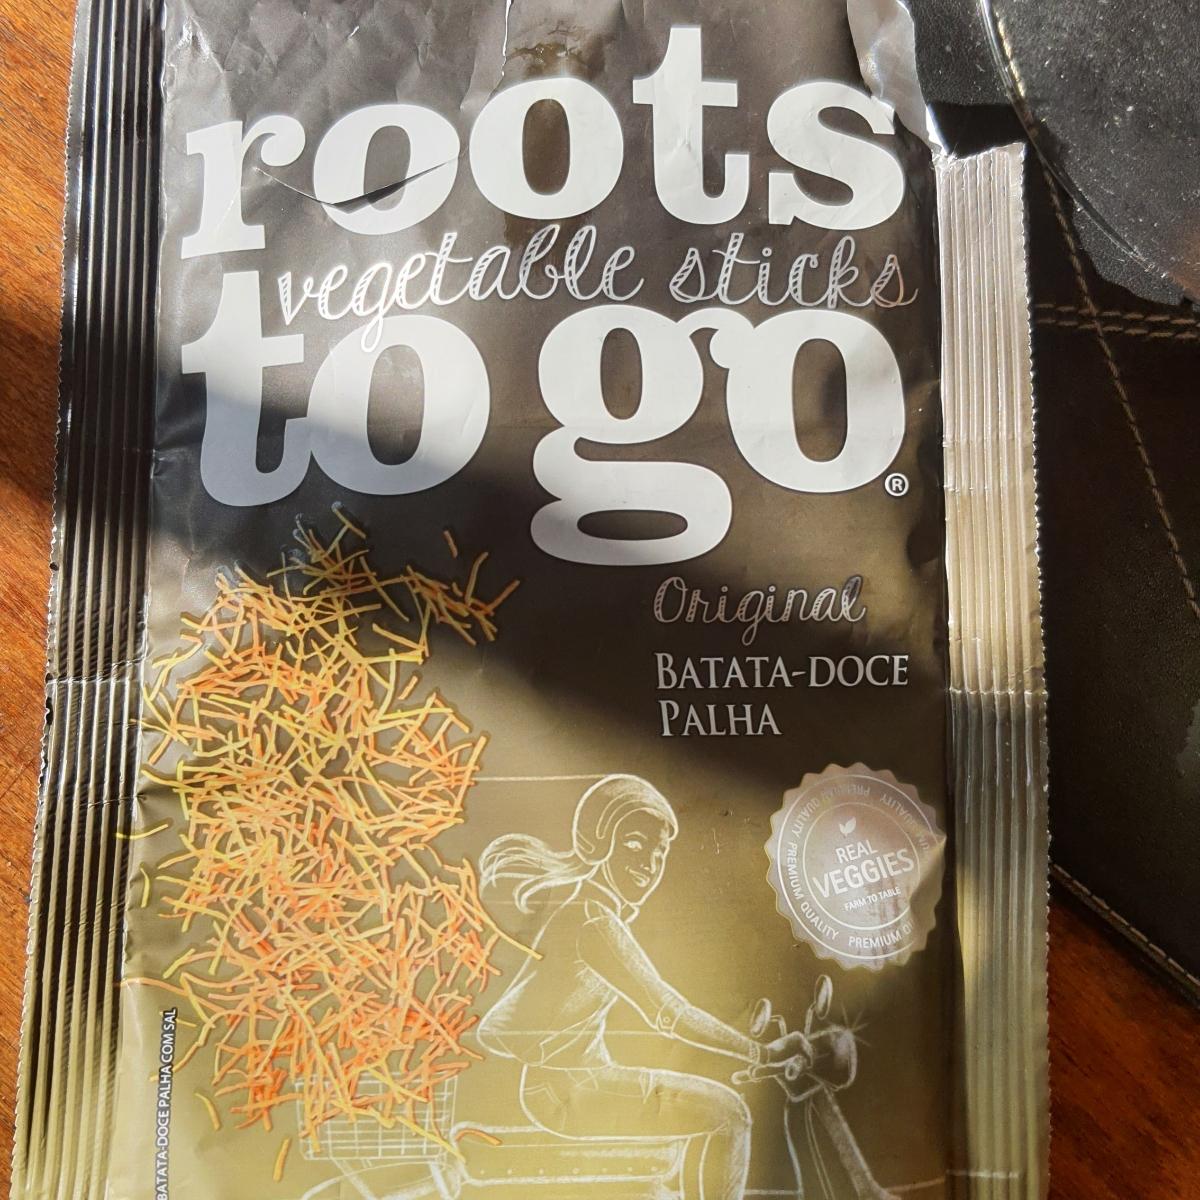 roots
vegetable sticks
to go®
Original
BATATA-DOCE
PALHA
PREMIUM QUALITY PREMIUM QUALITY PREMIUM
REAL
VEGGIES
FARM TO TABLE
BATATA-DOCE PALHA COM SAL